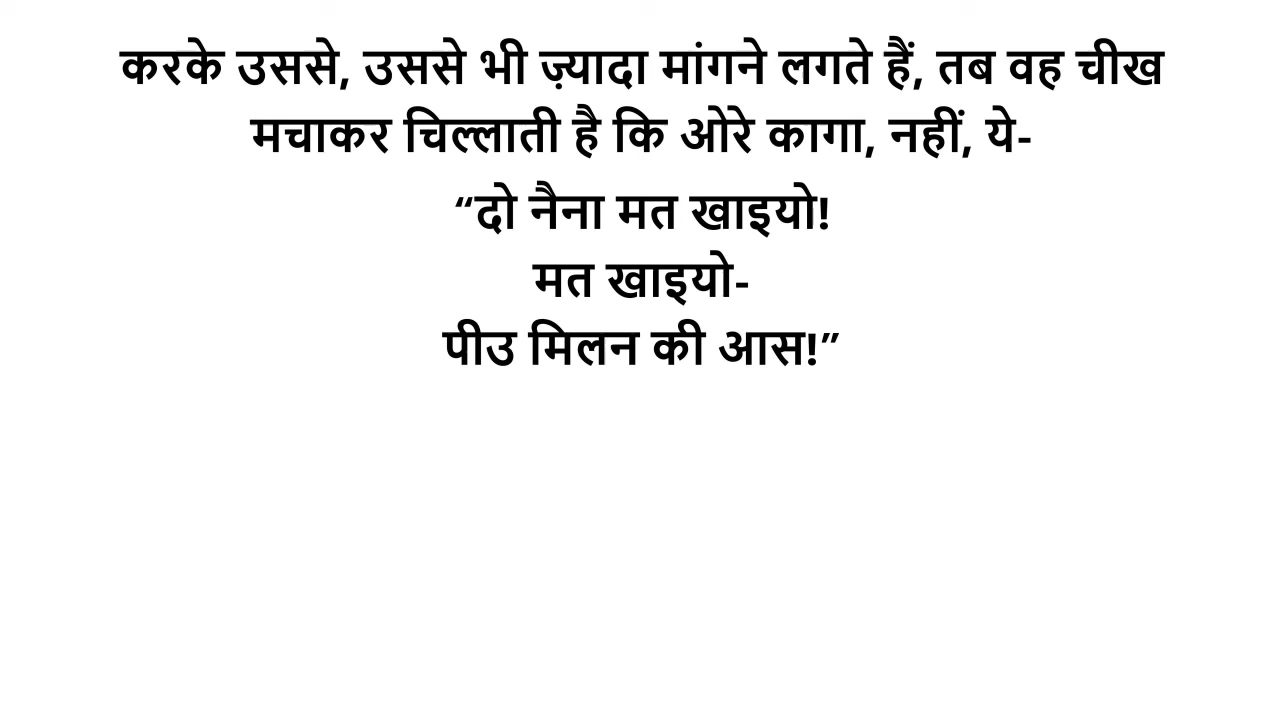 करके उससे, उससे भी ज़्यादा मांगने लगते हैं, तब वह चीख
मचाकर चिल्लाती है कि ओरे कागा, नहीं, ये-
“दो नैना मत खाइयो!
मत खाइयो-
पीउ मिलन की आस!”